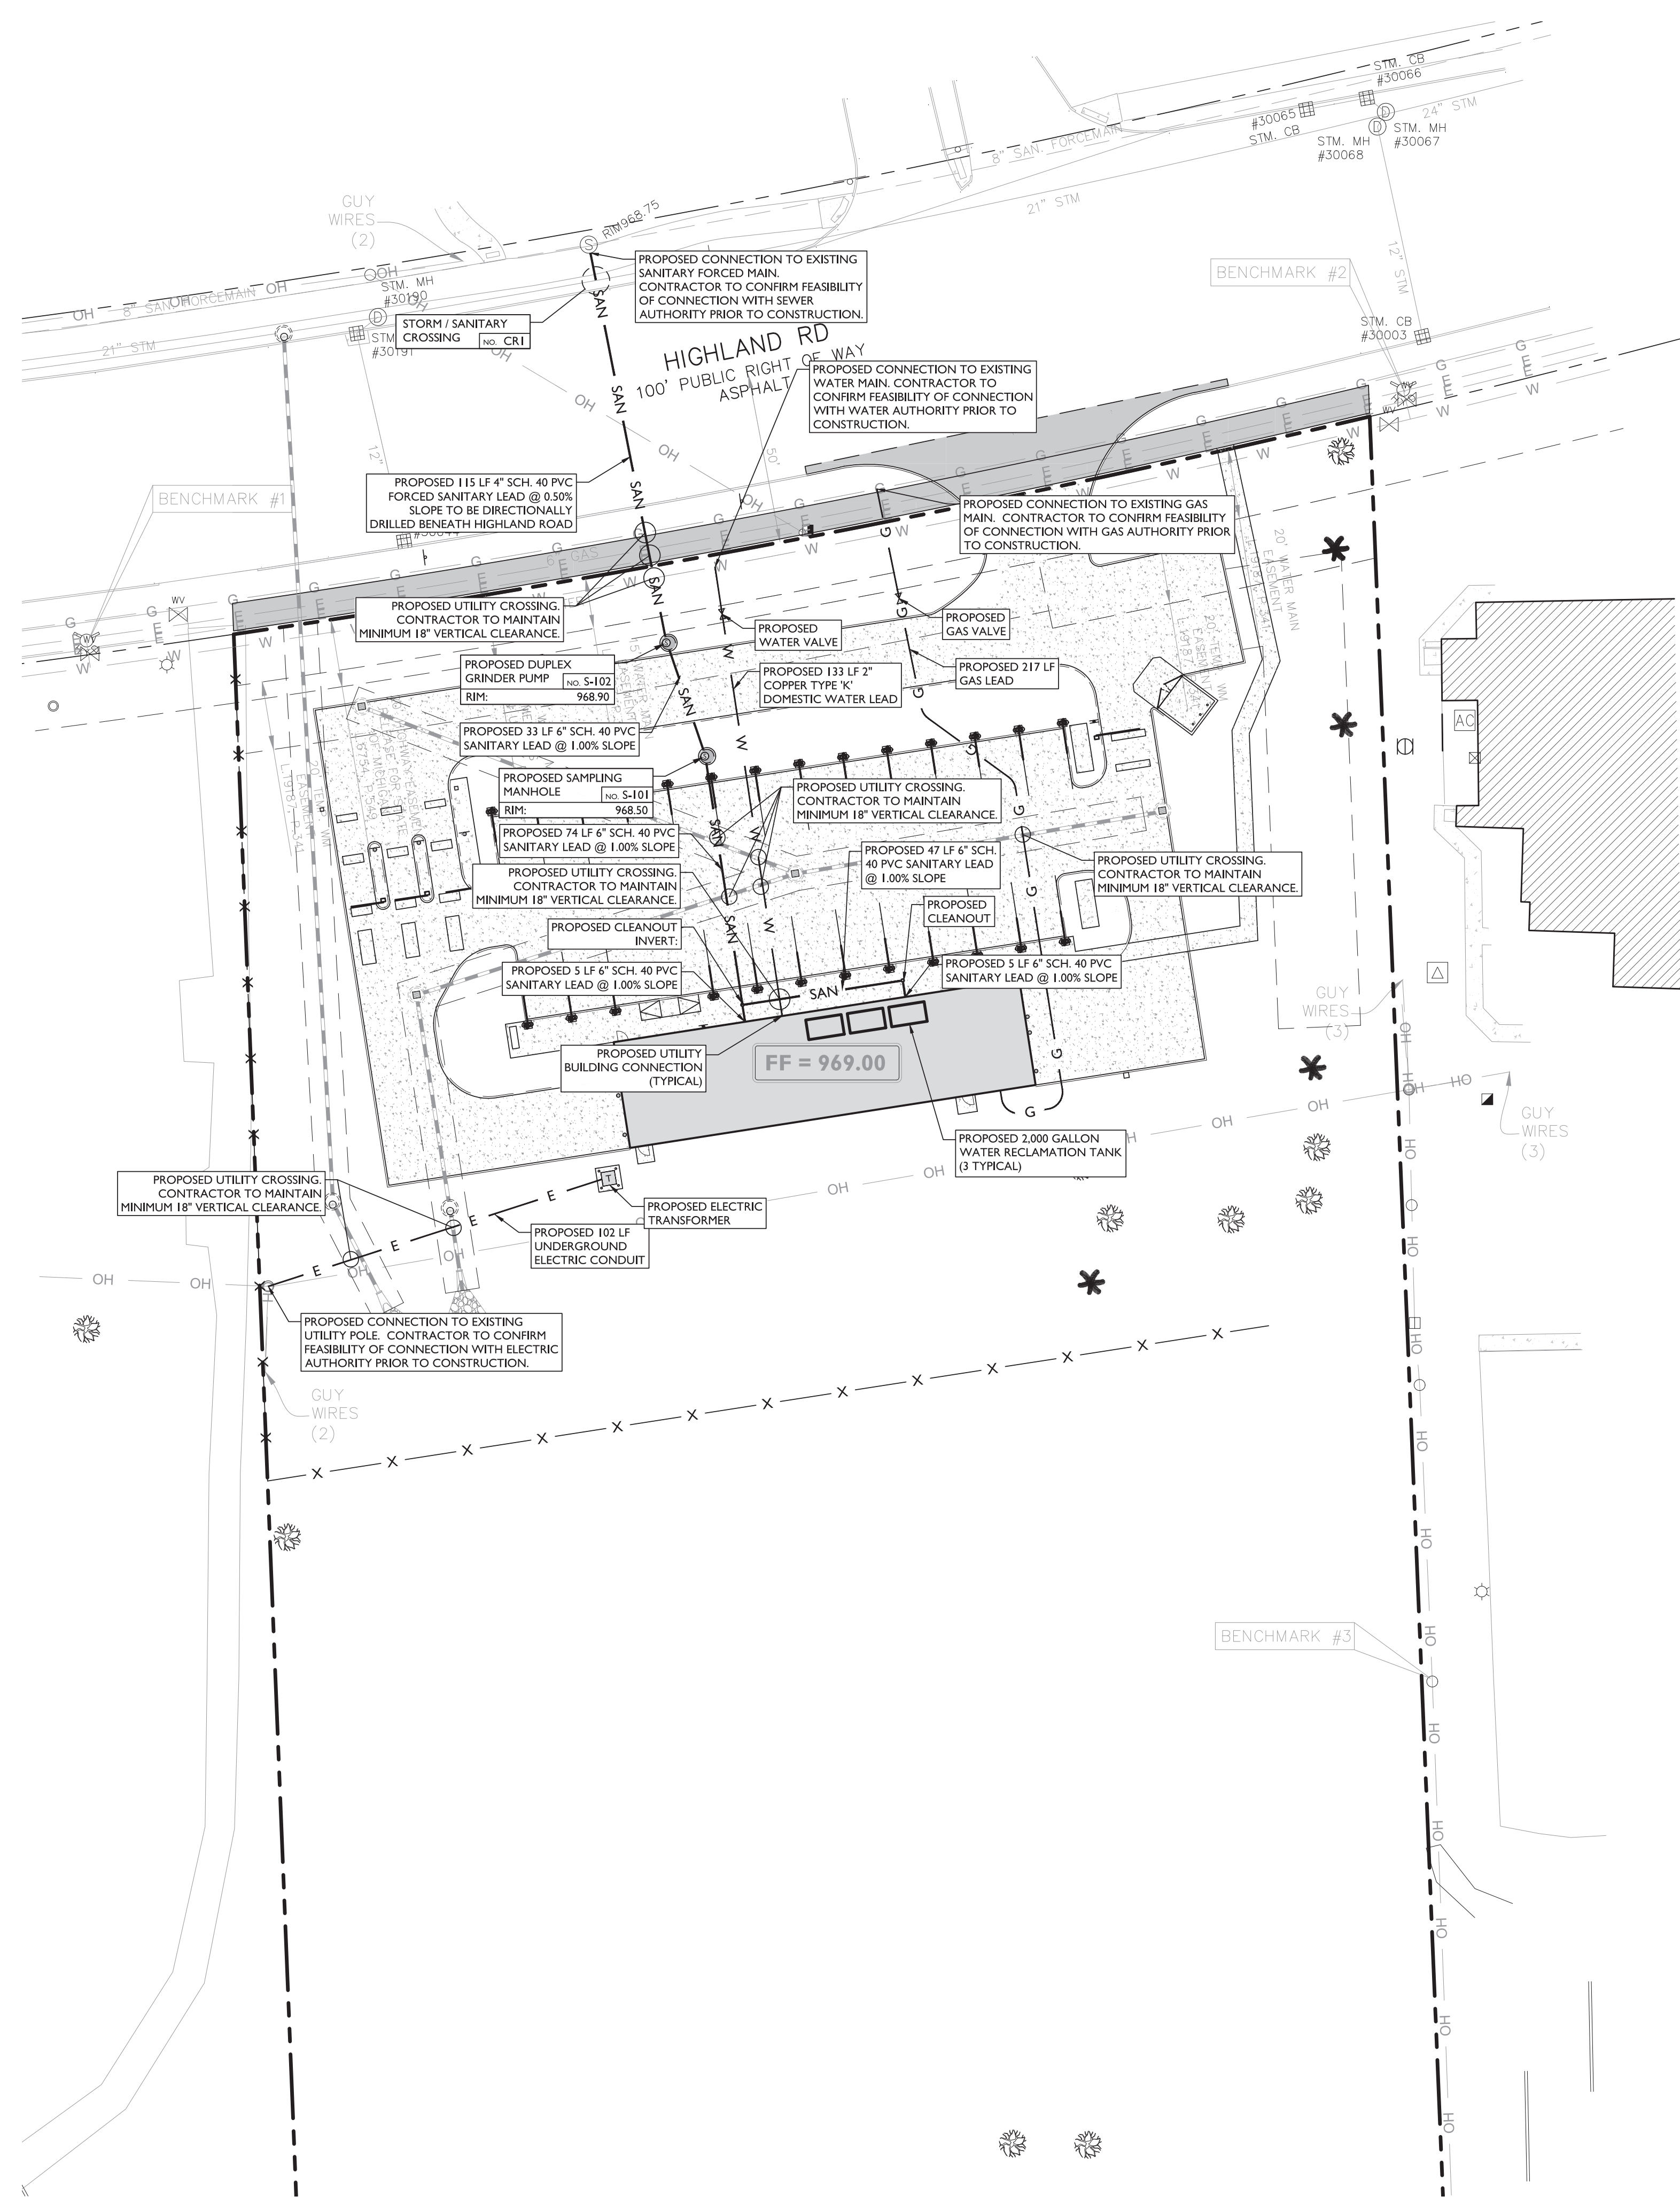 STM. CB
#30066
24" STM
#30065
STM. CB
STM. MH
#30067
STM. MH
#30068
8" SAN. FORCEMAIN
21" STM
12" STM
GUY
WIRES
(2)
RIM968.75
PROPOSED CONNECTION TO EXISTING
SANITARY FORCED MAIN.
CONTRACTOR TO CONFIRM FEASIBILITY
OF CONNECTION WITH SEWER
AUTHORITY PRIOR TO CONSTRUCTION.
BENCHMARK #2
STM. MH
#30190
8" SAN. FORCEMAIN
21" STM
STM
#30191
STORM / SANITARY
CROSSING NO. CR1
STM. CB
#30003
HIGHLAND RD
100' PUBLIC RIGHT OF WAY
ASPHALT
PROPOSED CONNECTION TO EXISTING
WATER MAIN. CONTRACTOR TO
CONFIRM FEASIBILITY OF CONNECTION
WITH WATER AUTHORITY PRIOR TO
CONSTRUCTION.
12"
50'
BENCHMARK #1
PROPOSED 115 LF 4" SCH. 40 PVC
FORCED SANITARY LEAD @ 0.50%
SLOPE TO BE DIRECTIONALLY
DRILLED BENEATH HIGHLAND ROAD
PROPOSED CONNECTION TO EXISTING GAS
MAIN. CONTRACTOR TO CONFIRM FEASIBILITY
OF CONNECTION WITH GAS AUTHORITY PRIOR
TO CONSTRUCTION.
20' WATER MAIN
EASEMENT
PROPOSED UTILITY CROSSING.
CONTRACTOR TO MAINTAIN
MINIMUM 18" VERTICAL CLEARANCE.
PROPOSED
WATER VALVE
PROPOSED
GAS VALVE
PROPOSED DUPLEX
GRINDER PUMP NO. S-102
RIM: 968.90
PROPOSED 133 LF 2"
COPPER TYPE 'K'
DOMESTIC WATER LEAD
PROPOSED 217 LF
GAS LEAD
PROPOSED 33 LF 6" SCH. 40 PVC
SANITARY LEAD @ 1.00% SLOPE
PROPOSED SAMPLING
MANHOLE NO. S-101
RIM: 968.50
PROPOSED UTILITY CROSSING.
CONTRACTOR TO MAINTAIN
MINIMUM 18" VERTICAL CLEARANCE.
AC
PROPOSED 74 LF 6" SCH. 40 PVC
SANITARY LEAD @ 1.00% SLOPE
PROPOSED 47 LF 6" SCH.
40 PVC SANITARY LEAD
@ 1.00% SLOPE
PROPOSED UTILITY CROSSING.
CONTRACTOR TO MAINTAIN
MINIMUM 18" VERTICAL CLEARANCE.
PROPOSED UTILITY CROSSING.
CONTRACTOR TO MAINTAIN
MINIMUM 18" VERTICAL CLEARANCE.
PROPOSED
CLEANOUT
PROPOSED CLEANOUT
INVERT:
PROPOSED 5 LF 6" SCH. 40 PVC
SANITARY LEAD @ 1.00% SLOPE
PROPOSED 5 LF 6" SCH. 40 PVC
SANITARY LEAD @ 1.00% SLOPE
SAN
GUY
WIRES
(3)
PROPOSED UTILITY
BUILDING CONNECTION
(TYPICAL)
FF = 969.00
GUY
WIRES
(3)
PROPOSED 2,000 GALLON
WATER RECLAMATION TANK
(3 TYPICAL)
PROPOSED UTILITY CROSSING.
CONTRACTOR TO MAINTAIN
MINIMUM 18" VERTICAL CLEARANCE.
T
PROPOSED ELECTRIC
TRANSFORMER
PROPOSED 102 LF
UNDERGROUND
ELECTRIC CONDUIT
PROPOSED CONNECTION TO EXISTING
UTILITY POLE. CONTRACTOR TO CONFIRM
FEASIBILITY OF CONNECTION WITH ELECTRIC
AUTHORITY PRIOR TO CONSTRUCTION.
GUY
WIRES
(2)
BENCHMARK #3